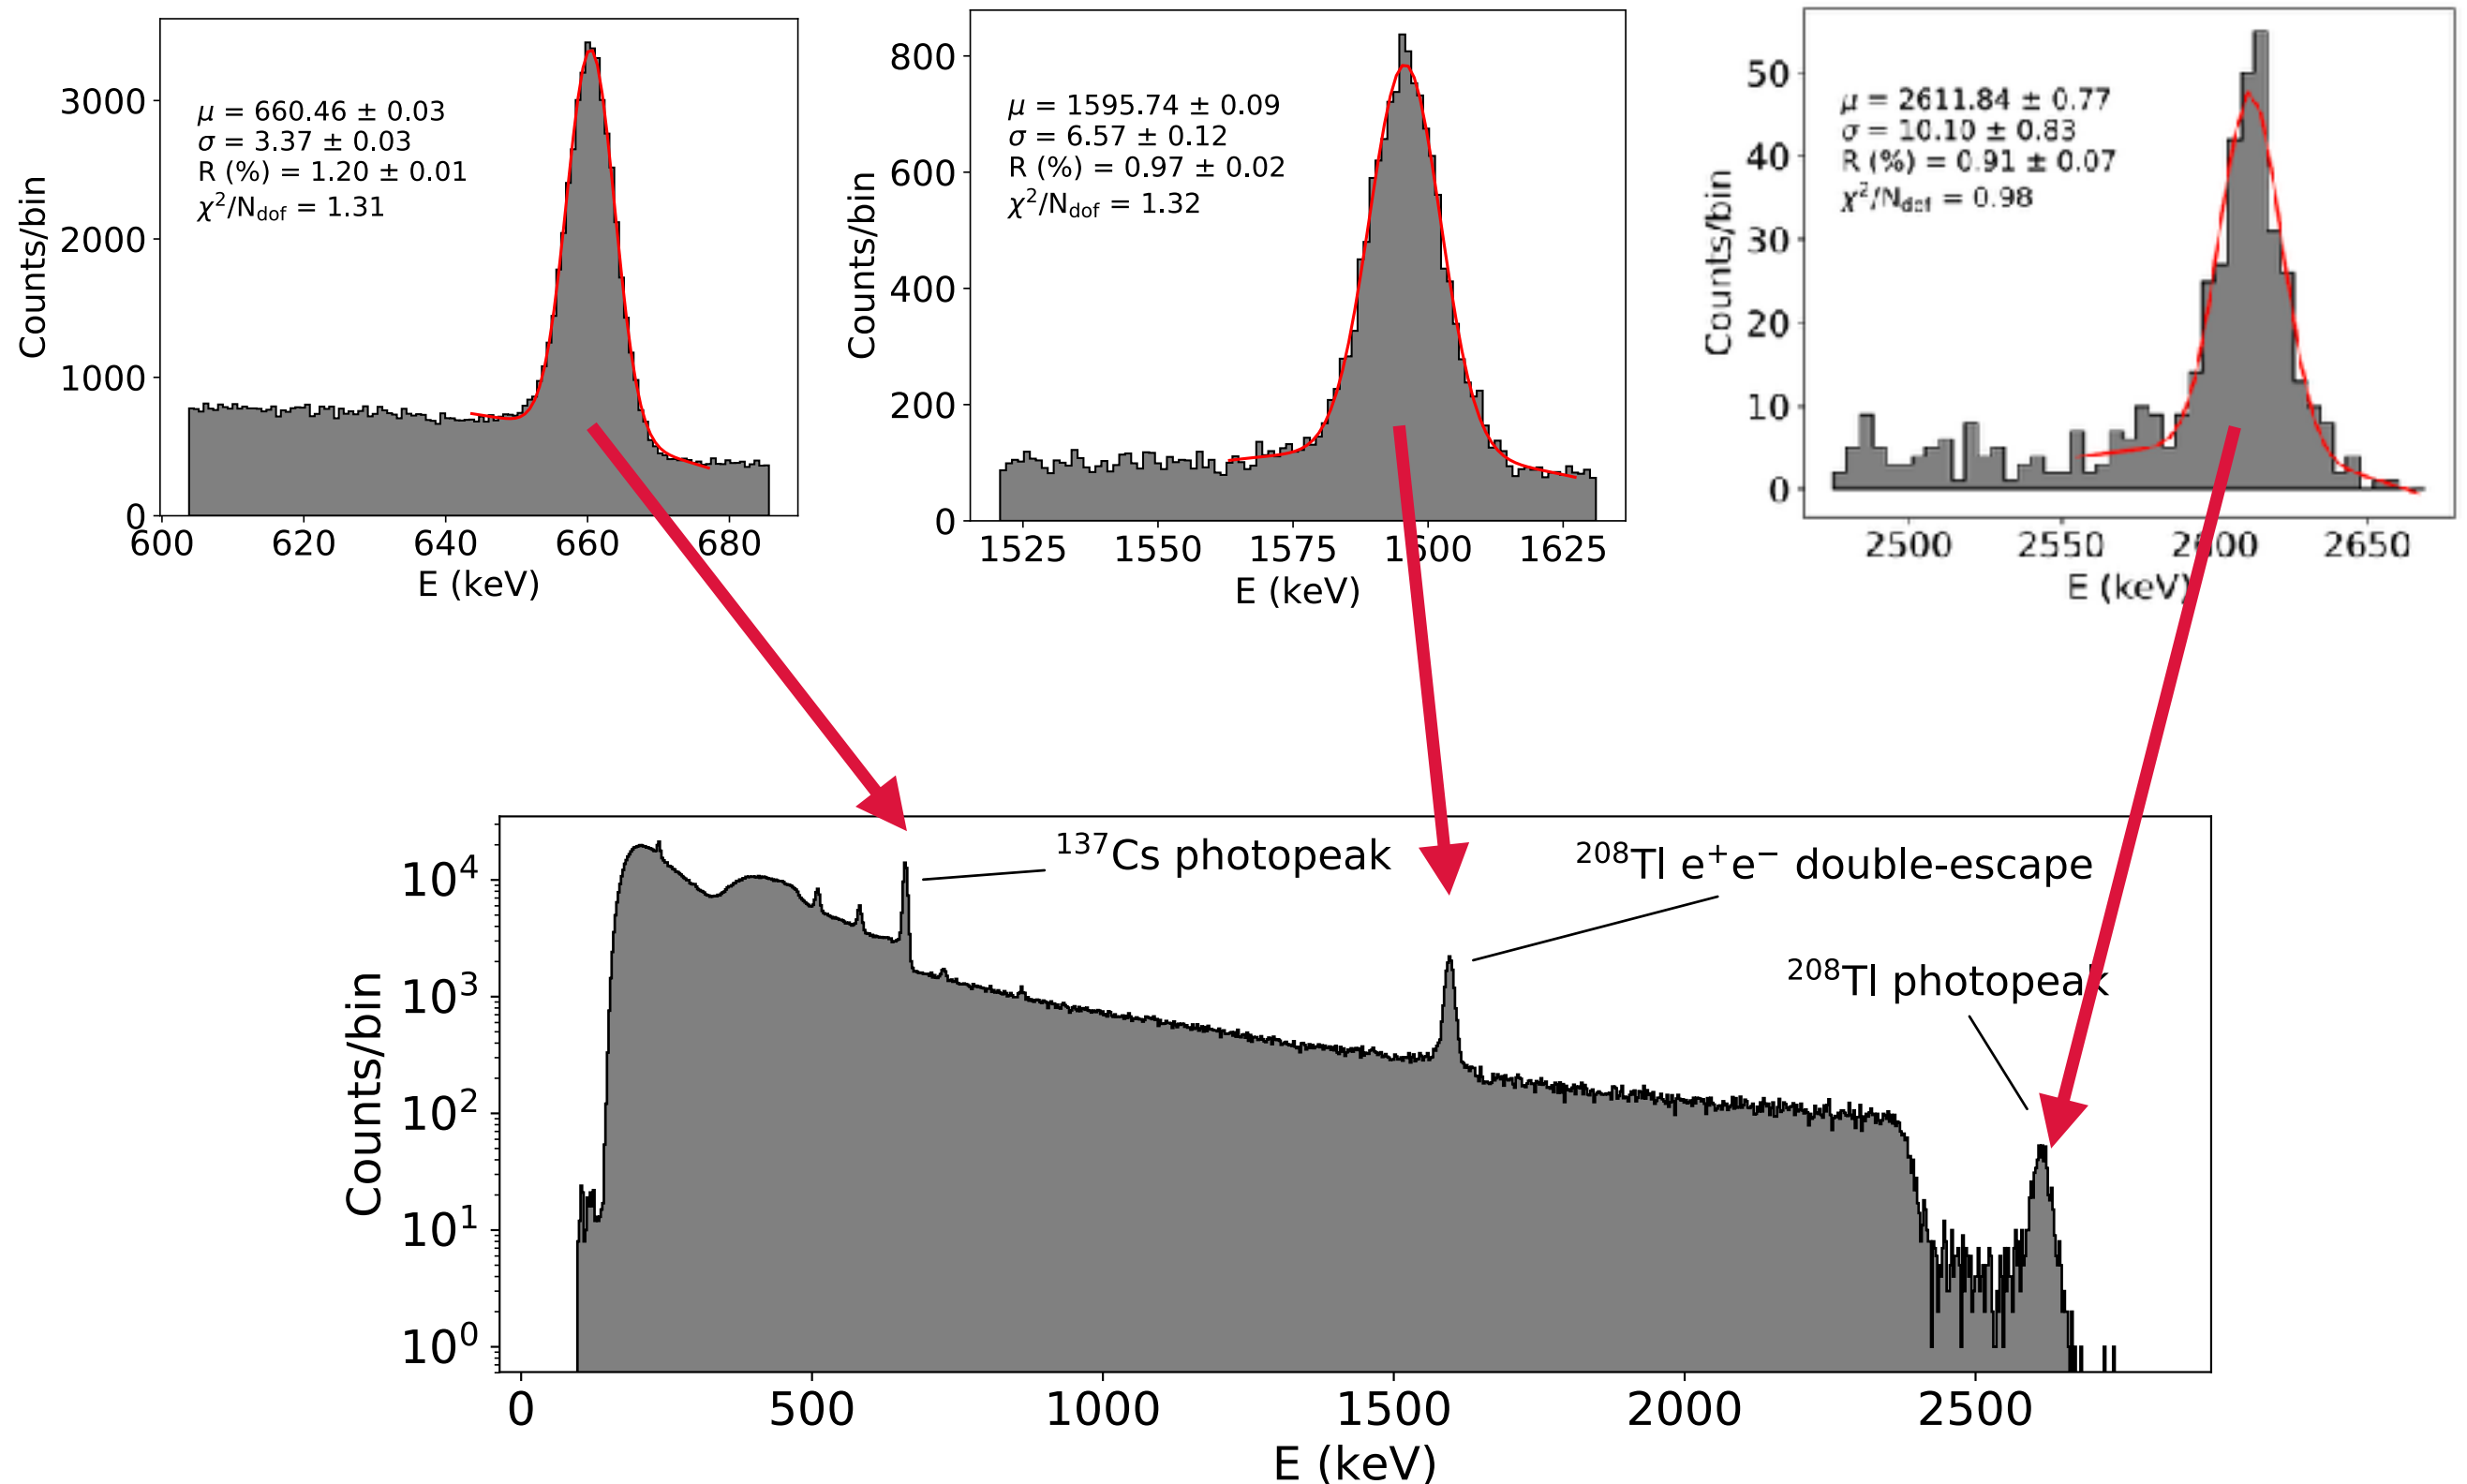 μ = 660.46 ± 0.03
σ = 3.37 ± 0.03
R (%) = 1.20 ± 0.01
χ²/N_dof = 1.31
Counts/bin
3000
2000
1000
0
600 620 640 660 680
E (keV)
μ = 1595.74 ± 0.09
σ = 6.57 ± 0.12
R (%) = 0.97 ± 0.02
χ²/N_dof = 1.32
Counts/bin
800
600
400
200
0
1525 1550 1575 1600 1625
E (keV)
μ = 2611.84 ± 0.77
σ = 10.10 ± 0.83
R (%) = 0.91 ± 0.07
χ²/N_dof = 0.98
Counts/bin
50
40
30
20
10
0
2500 2550 2600 2650
E (keV)
¹³⁷Cs photopeak
²⁰⁸Tl e⁺e⁻ double-escape
²⁰⁸Tl photopeak
Counts/bin
10⁴
10³
10²
10¹
10⁰
0 500 1000 1500 2000 2500
E (keV)